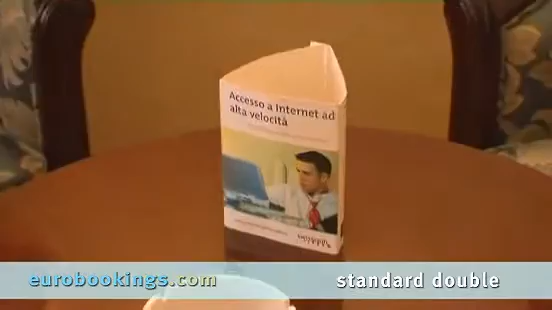 Accesso a Internet ad
alta velocità
eurobookings.com
standard double